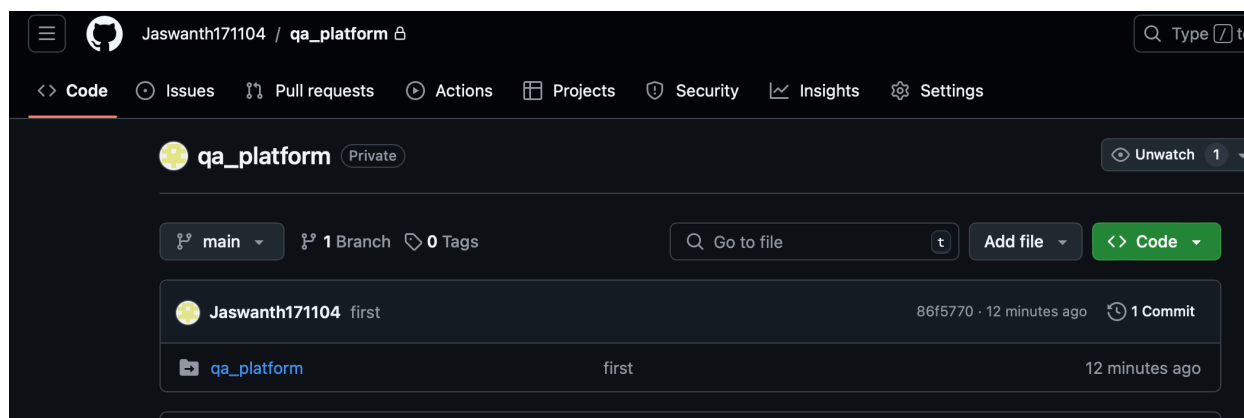 Jaswanth171104 / qa_platform
Type / to
Code Issues Pull requests Actions Projects Security Insights Settings
qa_platform Private
Unwatch 1
main 1 Branch 0 Tags
Go to file t
Add file
Code
Jaswanth171104 first 86f5770 · 12 minutes ago 1 Commit
qa_platform first 12 minutes ago